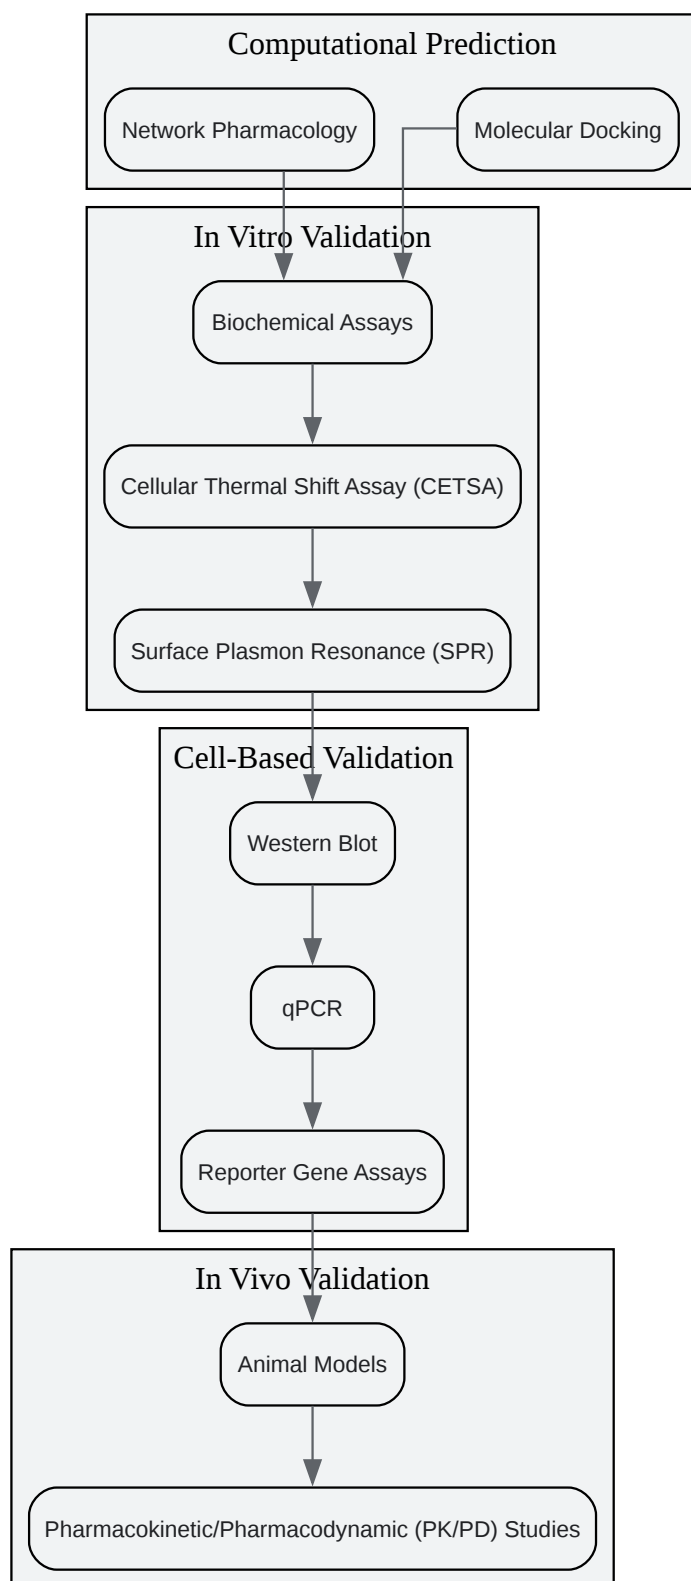 Computational Prediction
Network Pharmacology
Molecular Docking
In Vitro Validation
Biochemical Assays
Cellular Thermal Shift Assay (CETSA)
Surface Plasmon Resonance (SPR)
Cell-Based Validation
Western Blot
qPCR
Reporter Gene Assays
In Vivo Validation
Animal Models
Pharmacokinetic/Pharmacodynamic (PK/PD) Studies